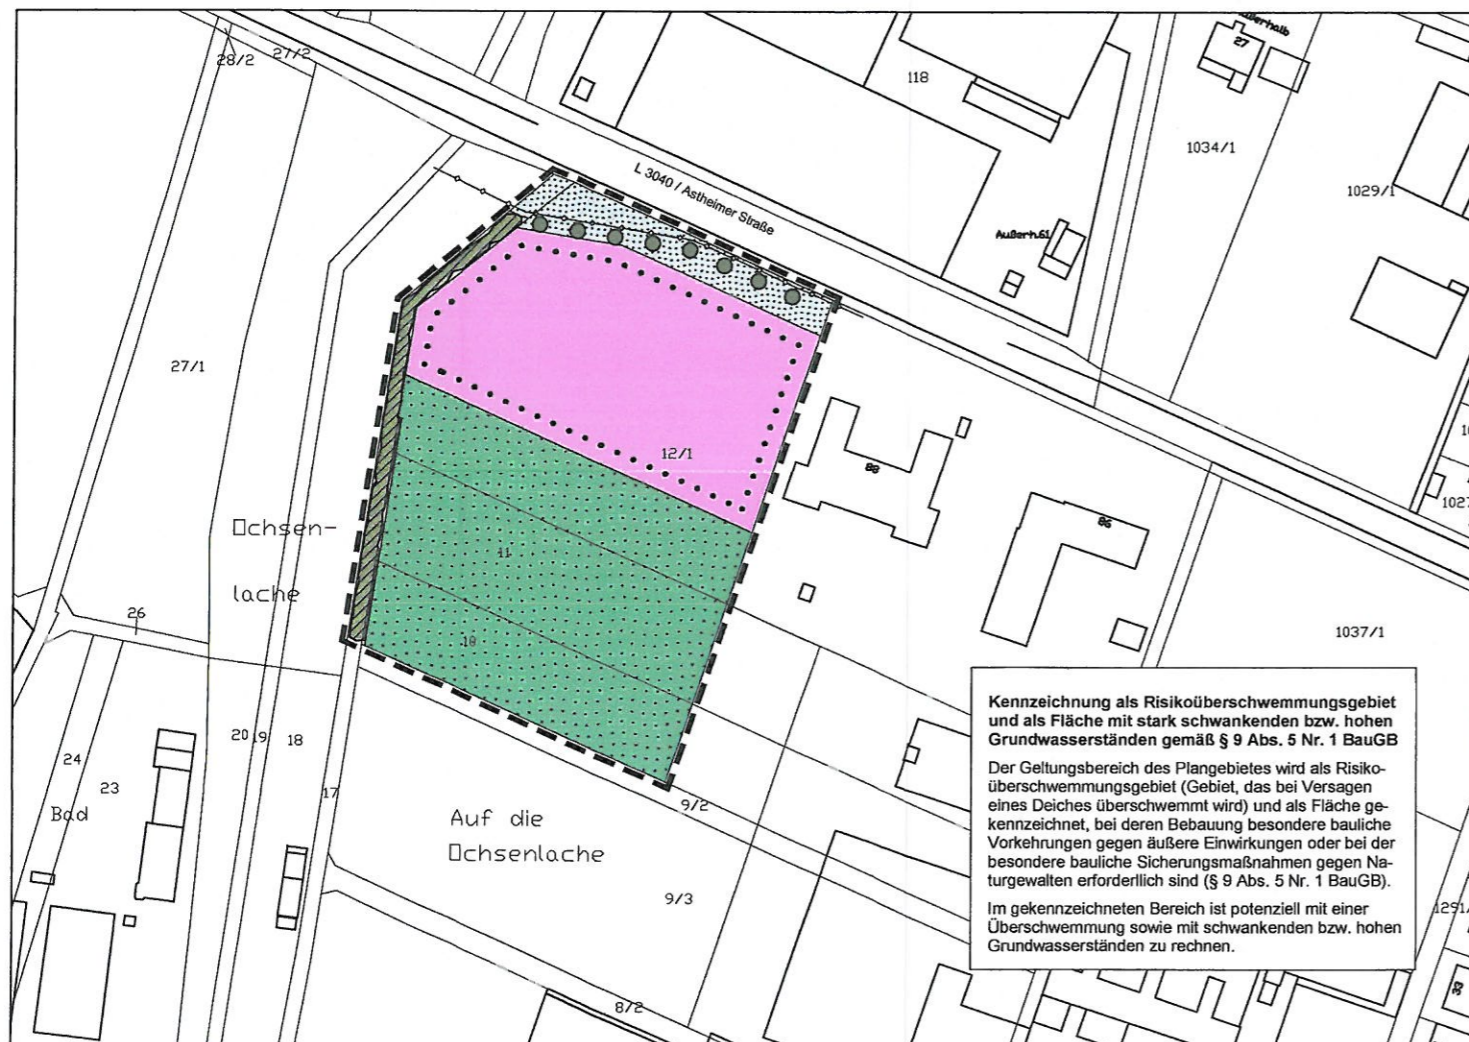 28/2
27/2
118
Außerhalb
27
1034/1
1029/1
L 3040 / Astheimer Straße
Außerh.61
27/1
12/1
88
86
1027
Ochsen-
lache
11
10
26
1037/1
20
19
18
24
23
Bad
17
9/2
Auf die
Ochsenlache
9/3
8/2
1291/
33
Kennzeichnung als Risikoüberschwemmungsgebiet
und als Fläche mit stark schwankenden bzw. hohen
Grundwasserständen gemäß § 9 Abs. 5 Nr. 1 BauGB
Der Geltungsbereich des Plangebietes wird als Risiko-
überschwemmungsgebiet (Gebiet, das bei Versagen
eines Deiches überschwemmt wird) und als Fläche ge-
kennzeichnet, bei deren Bebauung besondere bauliche
Vorkehrungen gegen äußere Einwirkungen oder bei der
besondere bauliche Sicherungsmaßnahmen gegen Na-
turgewalten erforderllich sind (§ 9 Abs. 5 Nr. 1 BauGB).
Im gekennzeichneten Bereich ist potenziell mit einer
Überschwemmung sowie mit schwankenden bzw. hohen
Grundwasserständen zu rechnen.